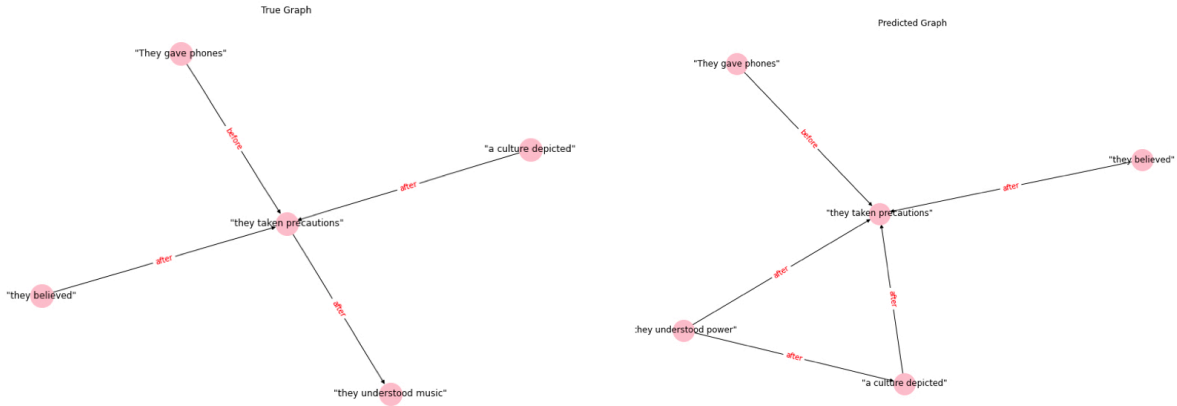 True Graph
"They gave phones"
before
"a culture depicted"
after
"they taken precautions"
after
"they believed"
after
"they understood music"
Predicted Graph
"They gave phones"
before
"they believed"
after
"they taken precautions"
after
after
hey understood power"
after
"a culture depicted"